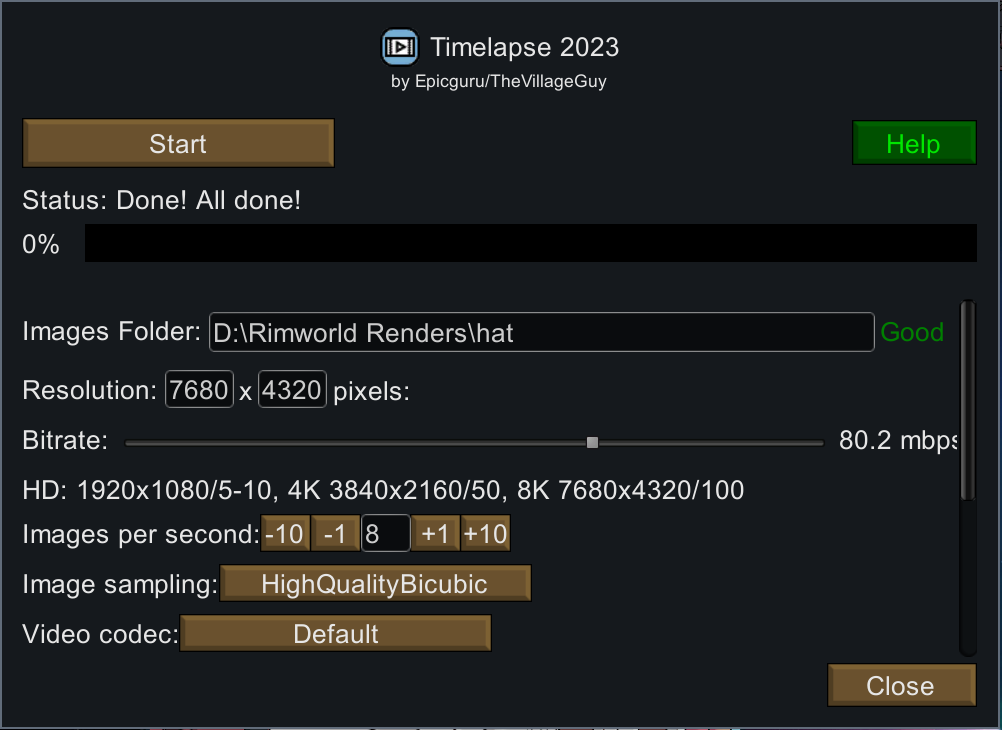 Timelapse 2023
by Epicguru/TheVillageGuy
Start
Help
Status: Done! All done!
0%
Images Folder: D:\Rimworld Renders\hat Good
Resolution: 7680 x 4320 pixels:
Bitrate: 80.2 mbps
HD: 1920x1080/5-10, 4K 3840x2160/50, 8K 7680x4320/100
Images per second: -10 -1 8 +1 +10
Image sampling: HighQualityBicubic
Video codec: Default
Close